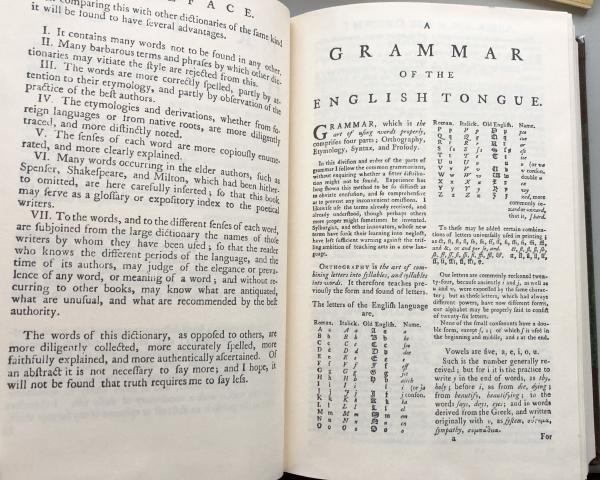 FACE.
comparing this with other dictionaries of the same kind
it will be found to have several advantages.
I. It contains many words not to be found in any other.
II. Many barbarous terms and phrases by which other dic-
tionaries may vitiate the style are rejected from this.
III. The words are more correctly spelled, partly by at-
tention to their etymology, and partly by observation of the
practice of the best authors.
IV. The etymologies and derivations, whether from fo-
reign languages or from native roots, are more diligently
traced, and more distinctly noted.
V. The senses of each word are more copiously enume-
rated, and more clearly explained.
VI. Many words occurring in the elder authors, such as
Spenser, Shakespeare, and Milton, which had been hither-
to omitted, are here carefully inserted; so that this book
may serve as a glossary or expository index to the poetical
writers.
VII. To the words, and to the different senses of each word,
are subjoined from the large dictionary the names of those
writers by whom they have been used; so that the reader
who knows the different periods of the language, and the
time of its authors, may judge of the elegance or preva-
lence of any word, or meaning of a word; and without re-
curring to other books, may know what are antiquated,
what are unusual, and what are recommended by the best
authority.
The words of this dictionary, as opposed to others, are
more diligently collected, more accurately spelled, more
faithfully explained, and more authentically ascertained. Of
an abstract it is not necessary to say more; and I hope, it
will not be found that truth requires me to say less.
A
GRAMMAR
OF THE
ENGLISH TONGUE.
GRAMMAR, which is the
art of using words properly,
comprises four parts; Orthography,
Etymology, Syntax, and Prosody.
In this division and order of the parts
of grammar I follow the common grammarians,
without enquiring whether a fitter distribu-
tion might not be found. Experience has
long shown this method to be so distinct as
to obviate confusion, and so comprehensive
as to prevent any inconvenient omissions. I
likewise use the terms already received, and
already understood, though perhaps others
more proper might sometimes be invented.
Sylburgius, and other innovators, whose new
terms have sunk their learning into neglect,
have left sufficient warning against the trif-
ling ambition of teaching arts in a new lan-
guage.
ORTHOGRAPHY is the art of com-
bining letters into syllables, and syllables
into words. It therefore teaches previ-
ously the form and sound of letters.
The letters of the English language
are,
Roman. Italick. Old English. Name.
Roman. Italick. Old English. Name.
To these may be added certain combina-
tions of letters universally used in printing;
Our letters are commonly reckoned twen-
ty-four, because anciently i and j, as well as
u and v, were expressed by the same charac-
ter; but as those letters, which had always
different powers, have now different forms,
our alphabet may be properly said to consist
of twenty-six letters.
None of the small consonants have a dou-
ble form, except ſ, s; of which ſ is used in
the beginning and middle, and s at the end.
Vowels are five, a, e, i, o, u.
Such is the number generally re-
ceived; but for i it is the practice to
write y in the end of words, as thy,
holy; before i, as from die, dying;
from beautify, beautifying; in the
words says, days, eyes; and in words
derived from the Greek, and written
originally with υ, as system, σύστημα,
sympathy, συμπάθεια.
a For